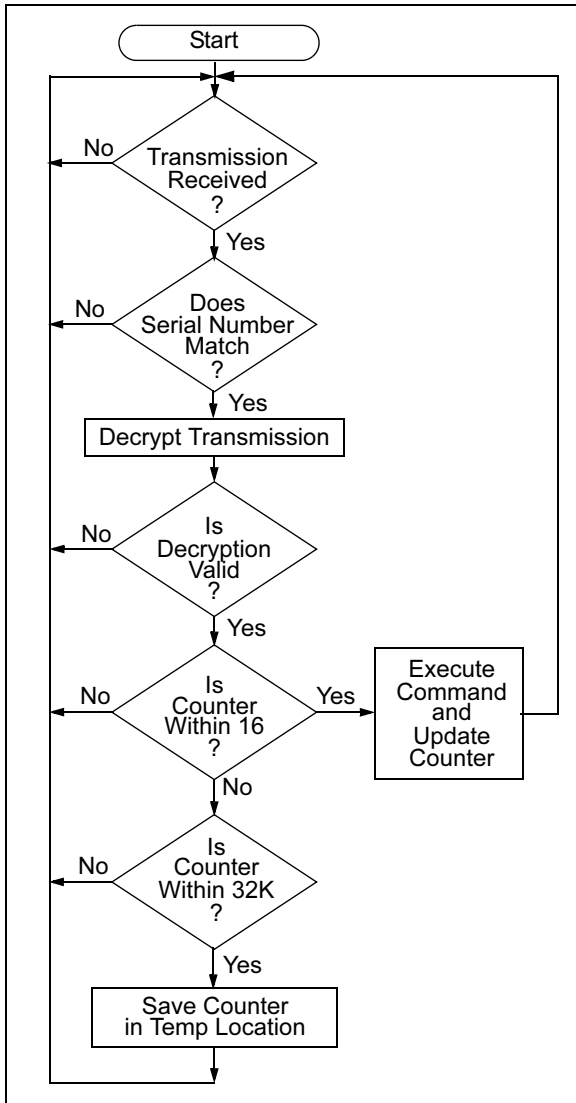 Start
No
Transmission
Received
?
Yes
No
Does
Serial Number
Match
?
Yes
Decrypt Transmission
No
Is
Decryption
Valid
?
Yes
No
Is
Counter
Within 16
?
Yes
Execute
Command
and
Update
Counter
No
No
Is
Counter
Within 32K
?
Yes
Save Counter
in Temp Location